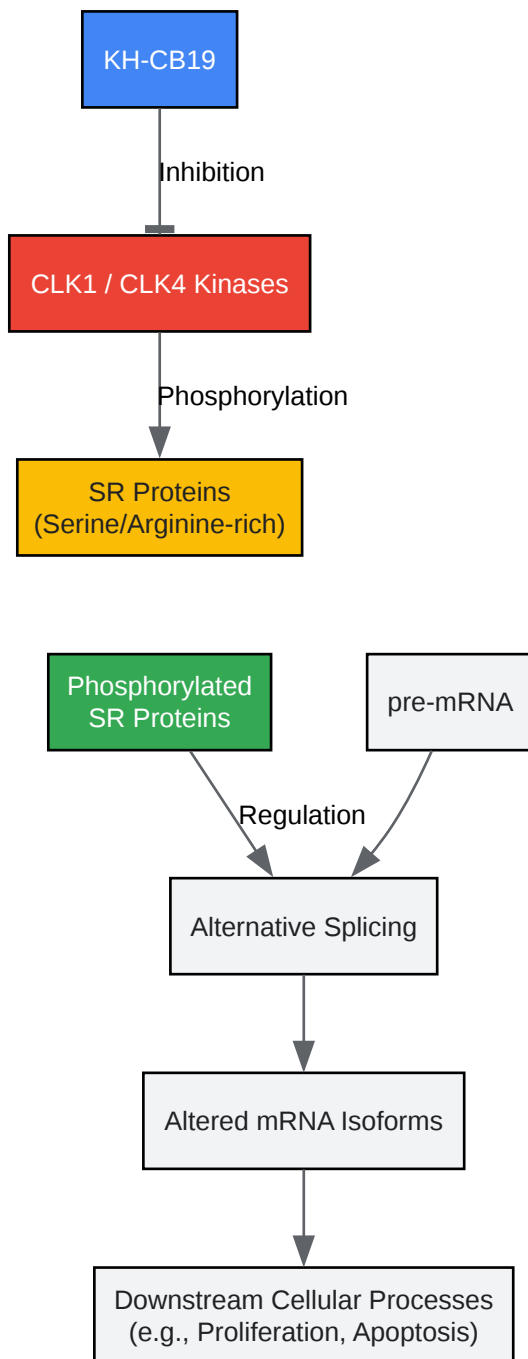 KH-CB19
Inhibition
CLK1 / CLK4 Kinases
Phosphorylation
SR Proteins
(Serine/Arginine-rich)
Phosphorylated
SR Proteins
pre-mRNA
Regulation
Alternative Splicing
Altered mRNA Isoforms
Downstream Cellular Processes
(e.g., Proliferation, Apoptosis)